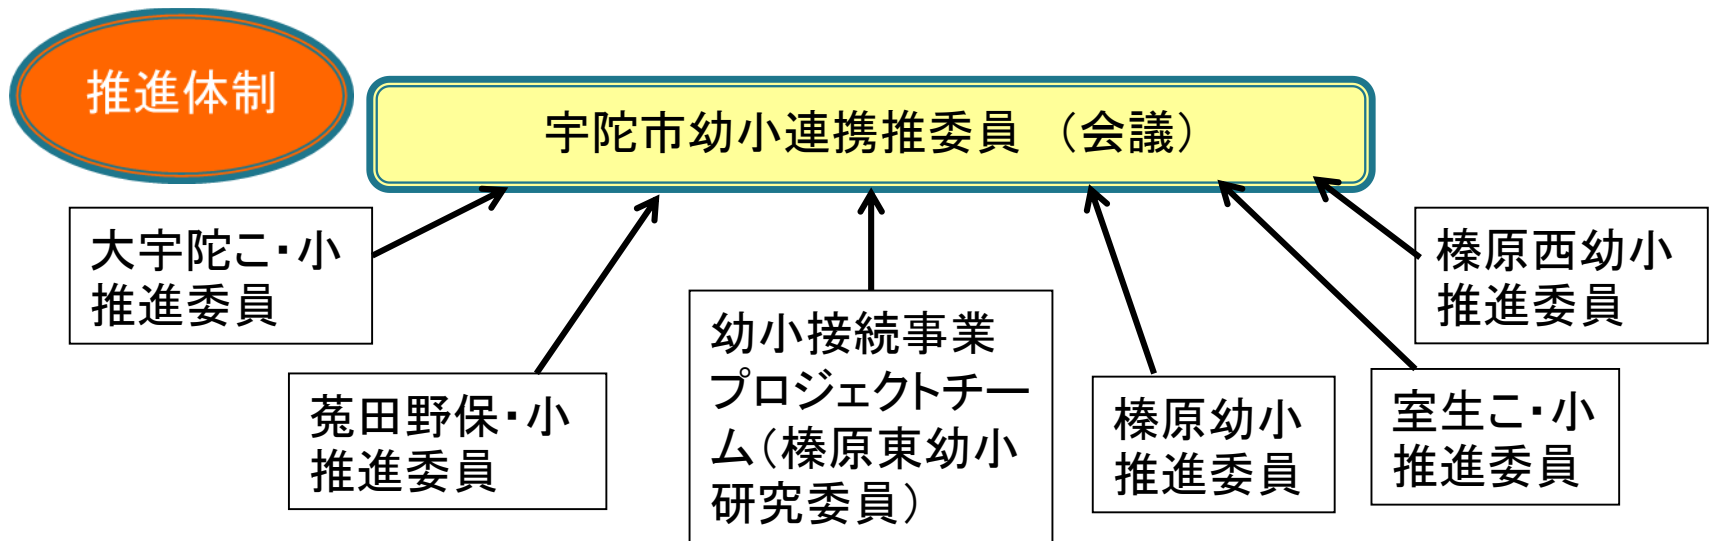 推進体制
宇陀市幼小連携推委員 （会議）
大宇陀こ・小
推進委員
菟田野保・小
推進委員
幼小接続事業
プロジェクトチー
ム（榛原東幼小
研究委員）
榛原幼小
推進委員
室生こ・小
推進委員
榛原西幼小
推進委員